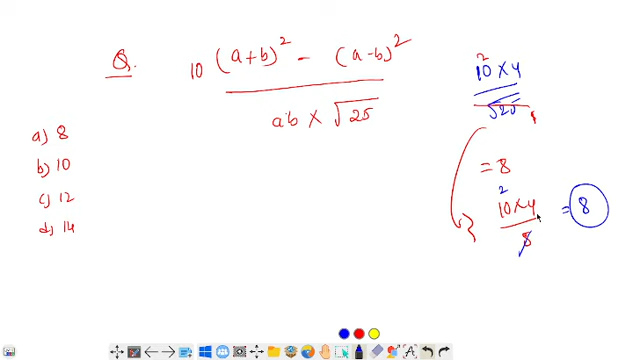 Q. 10 (a+b)² - (a-b)²
ab × √25
a) 8
b) 10
c) 12
d) 14
2
10 × 4
√25
= 8
2
10 × 4 = 8
5